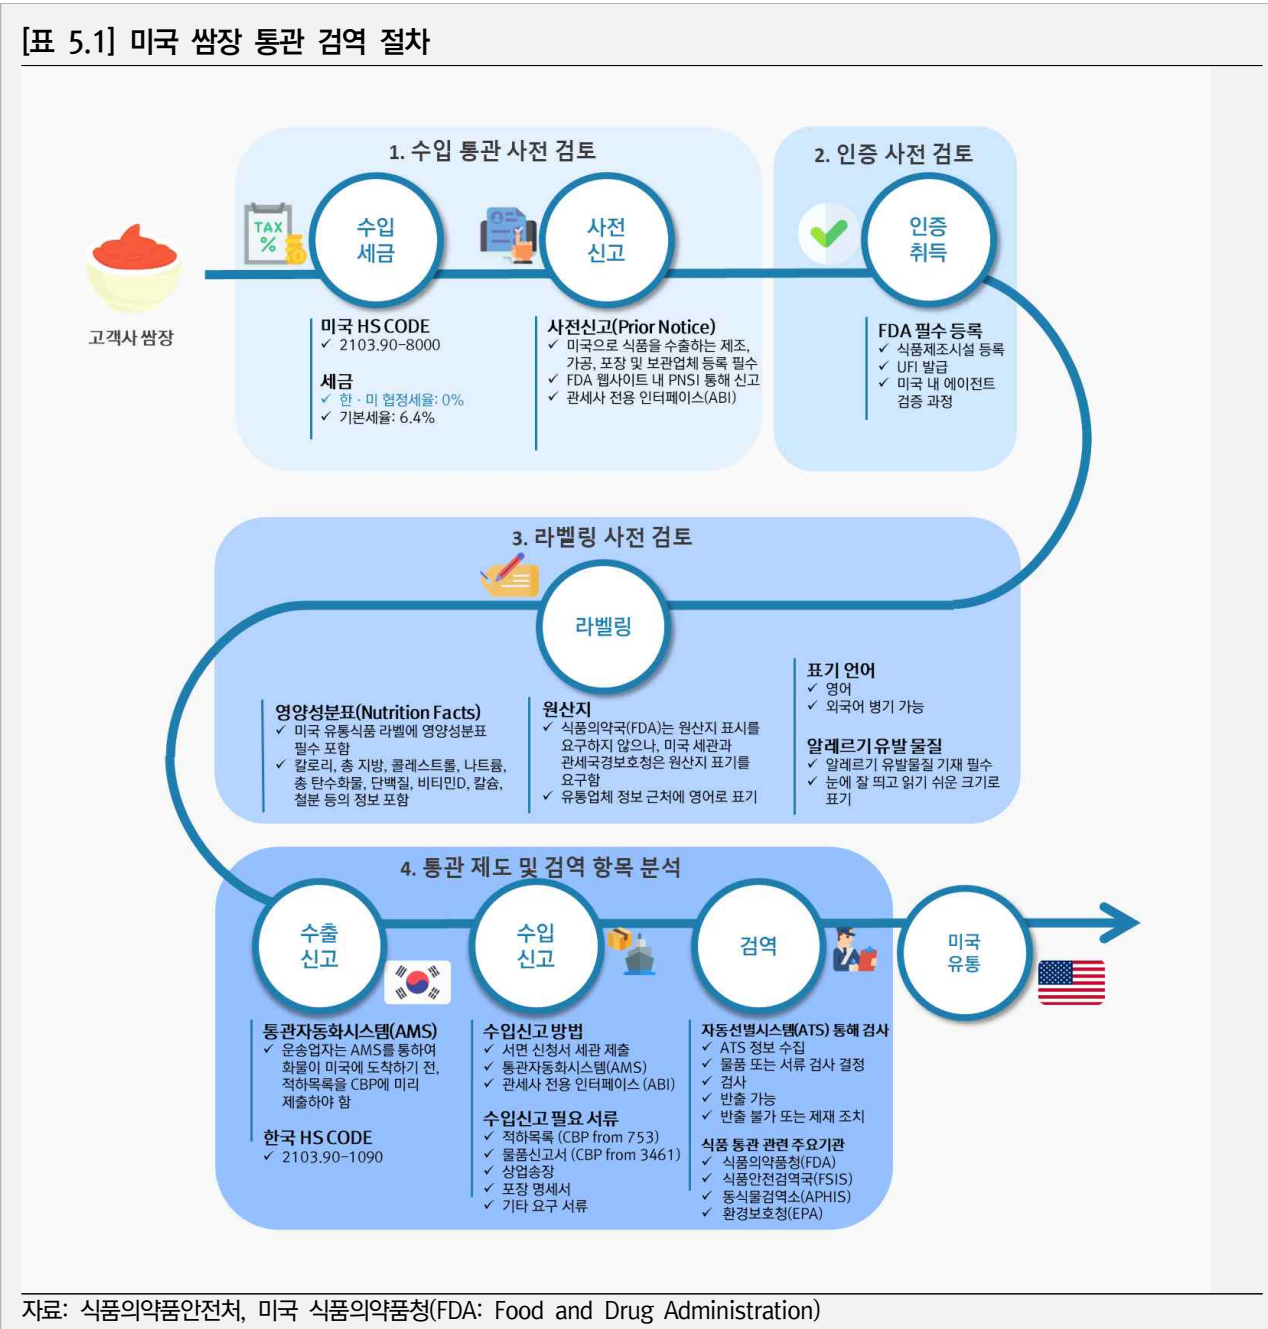 [표 5.1] 미국 쌈장 통관 검역 절차
1. 수입 통관 사전 검토
2. 인증 사전 검토
TAX
%
수입
세금
사전
신고
인증
취득
고객사 쌈장
미국 HS CODE
✓ 2103.90-8000
세금
✓ 한·미 협정세율: 0%
✓ 기본세율: 6.4%
사전신고(Prior Notice)
✓ 미국으로 식품을 수출하는 제조,
가공, 포장 및 보관업체 등록 필수
✓ FDA 웹사이트 내 PNSI 통해 신고
✓ 관세사 전용 인터페이스(ABI)
FDA 필수 등록
✓ 식품제조시설 등록
✓ UFI 발급
✓ 미국 내 에이전트
검증 과정
3. 라벨링 사전 검토
라벨링
영양성분표(Nutrition Facts)
✓ 미국 유통식품 라벨에 영양성분표
필수 포함
✓ 칼로리, 총 지방, 콜레스트롤, 나트륨,
총 탄수화물, 단백질, 비티민D, 칼슘,
철분 등의 정보 포함
원산지
✓ 식품의약국(FDA)는 원산지 표시를
요구하지 않으나, 미국 세관과
관세국경보호청은 원산지 표기를
요구함
✓ 유통업체 정보 근처에 영어로 표기
표기 언어
✓ 영어
✓ 외국어 병기 가능
알레르기 유발 물질
✓ 알레르기 유발물질 기재 필수
✓ 눈에 잘 띄고 읽기 쉬운 크기로
표기
4. 통관 제도 및 검역 항목 분석
수출
신고
수입
신고
검역
미국
유통
통관자동화시스템(AMS)
✓ 운송업자는 AMS를 통하여
화물이 미국에 도착하기 전,
적하목록을 CBP에 미리
제출하야 함
한국 HS CODE
✓ 2103.90-1090
수입신고 방법
✓ 서면 신청서 세관 제출
✓ 통관자동화시스템(AMS)
✓ 관세사 전용 인터페이스 (ABI)
수입신고 필요 서류
✓ 적하목록 (CBP from 753)
✓ 물품신고서 (CBP from 3461)
✓ 상업송장
✓ 포장 명세서
✓ 기타 요구 서류
자동선별시스템(ATS) 통해 검사
✓ ATS 정보 수집
✓ 물품 또는 서류 검사 결정
✓ 검사
✓ 반출 가능
✓ 반출 불가 또는 제재 조치
식품 통관 관련 주요기관
✓ 식품의약품청(FDA)
✓ 식품안전검역국(FSIS)
✓ 동식물검역소(APHIS)
✓ 환경보호청(EPA)
자료: 식품의약품안전처, 미국 식품의약품청(FDA: Food and Drug Administration)